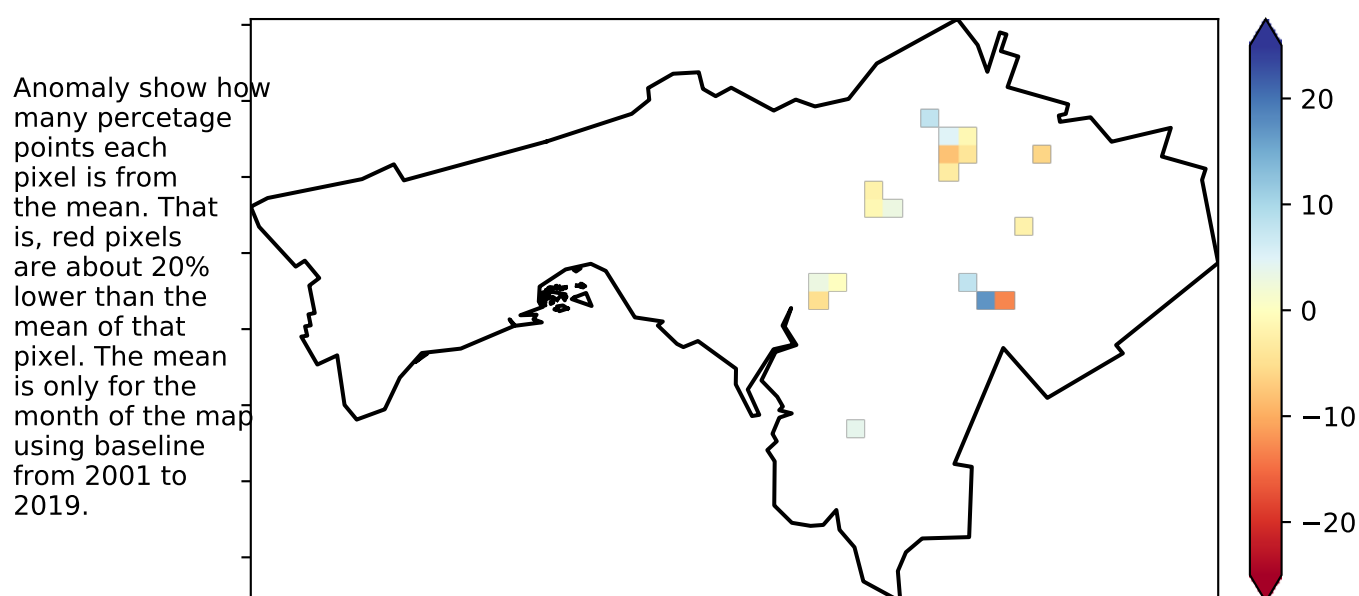 Anomaly show how
many percetage
points each
pixel is from
the mean. That
is, red pixels
are about 20%
lower than the
mean of that
pixel. The mean
is only for the
month of the map
using baseline
from 2001 to
2019.
20
10
0
−10
−20